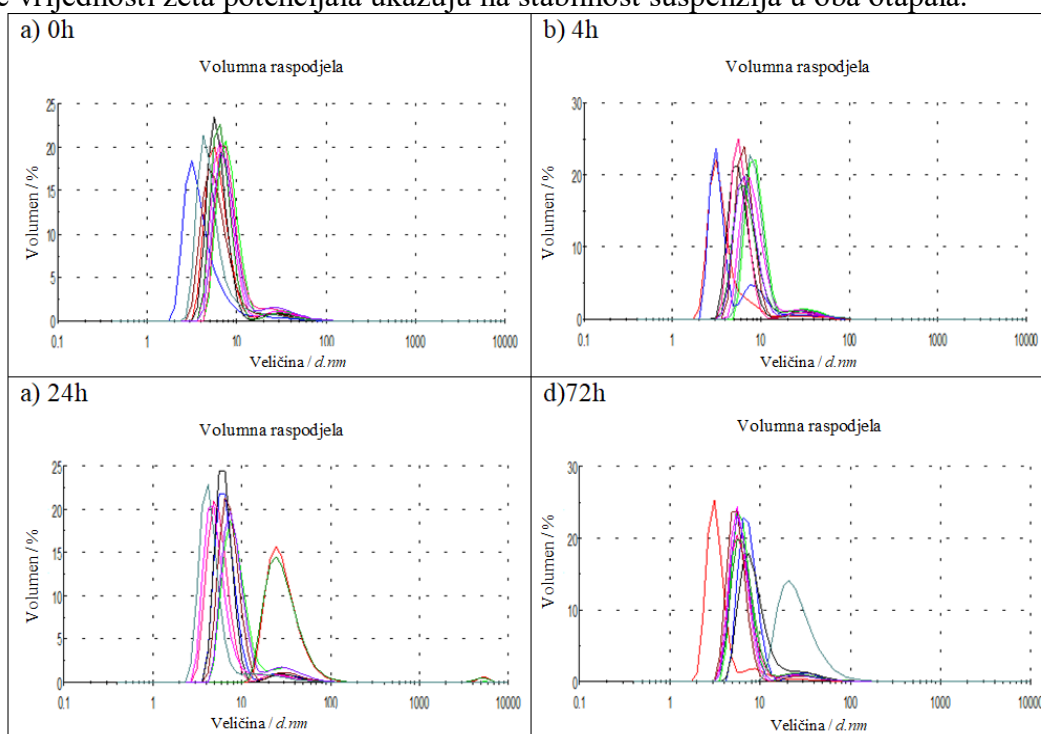 e vrijednosti zeta potencijala ukazuju na stabilnost suspenzija u oba otapala.
a) 0h
Volumna raspodjela
25
20
15
10
5
0
Volumen / %
0.1 1 10 100 1000 10000
Veličina / d.nm
b) 4h
Volumna raspodjela
30
20
10
0
Volumen / %
0.1 1 10 100 1000 10000
Veličina / d.nm
a) 24h
Volumna raspodjela
25
20
15
10
5
0
Volumen / %
0.1 1 10 100 1000 10000
Veličina / d.nm
d)72h
Volumna raspodjela
30
20
10
0
Volumen / %
0.1 1 10 100 1000 10000
Veličina / d.nm